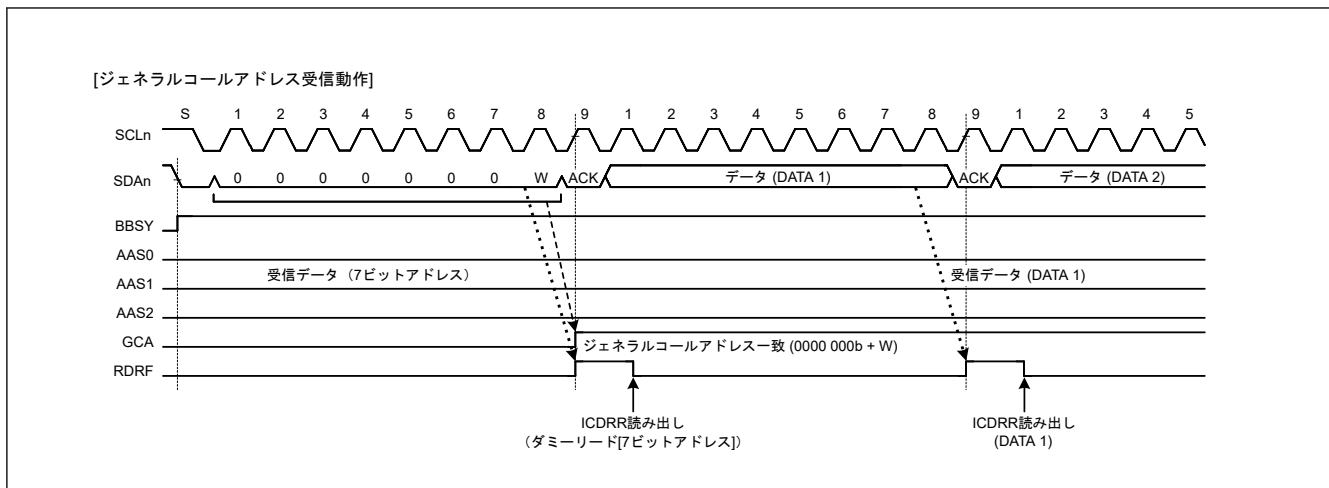 [ジェネラルコールアドレス受信動作]
S 1 2 3 4 5 6 7 8 9 1 2 3 4 5 6 7 8 9 1 2 3 4 5
SCLn
SDAn 0 0 0 0 0 0 0 W ACK データ (DATA 1) ACK データ (DATA 2)
BBSY
AAS0
受信データ（7ビットアドレス） 受信データ (DATA 1)
AAS1
AAS2
GCA
ジェネラルコールアドレス一致 (0000 000b + W)
RDRF
ICDRR読み出し ICDRR読み出し
（ダミーリード[7ビットアドレス]） (DATA 1)